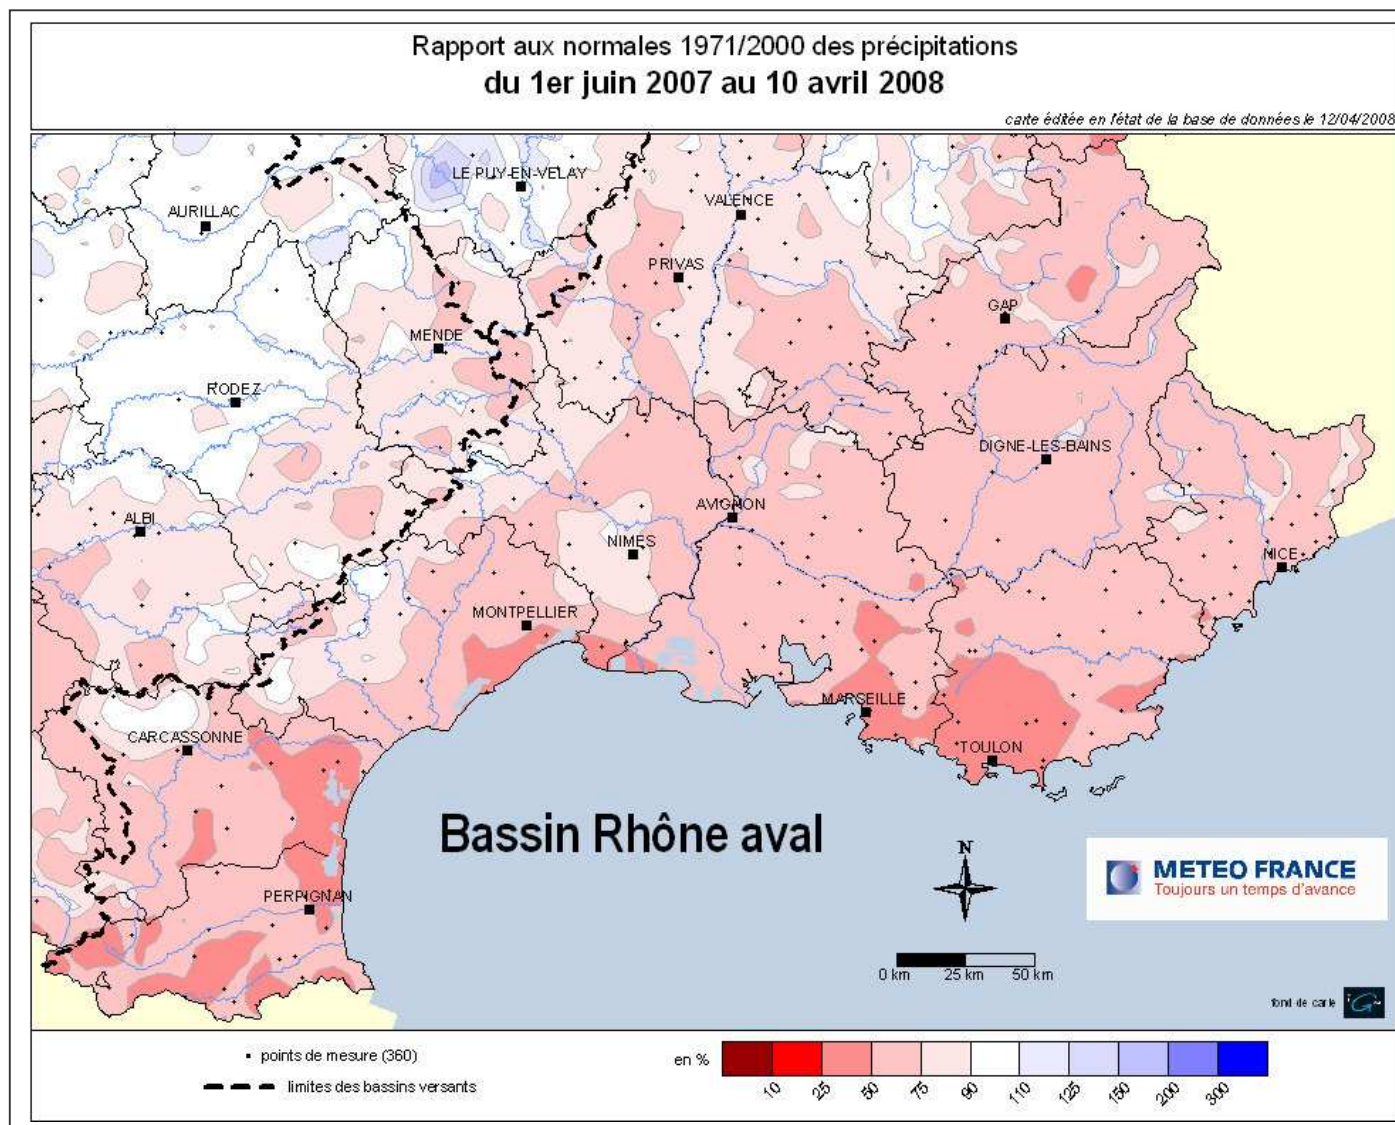 Rapport aux normales 1971/2000 des précipitations
du 1er juin 2007 au 10 avril 2008
carte éditée en l'état de la base de données le 12/04/2008
LE-PUY-EN-VELAY
AURILLAC
VALENCE
PRIVAS
GAP
MENDE
RODEZ
DIGNE-LES-BAINS
AVIGNON
ALBI
NIMES
NICE
MONTPELLIER
MARSEILLE
CARCASSONNE
TOULON
Bassin Rhône aval
N
METEO FRANCE
Toujours un temps d'avance
PERPIGNAN
0 km 25 km 50 km
fond de carte
points de mesure (360)
limites des bassins versants
en %
10 25 50 75 90 110 125 150 200 300